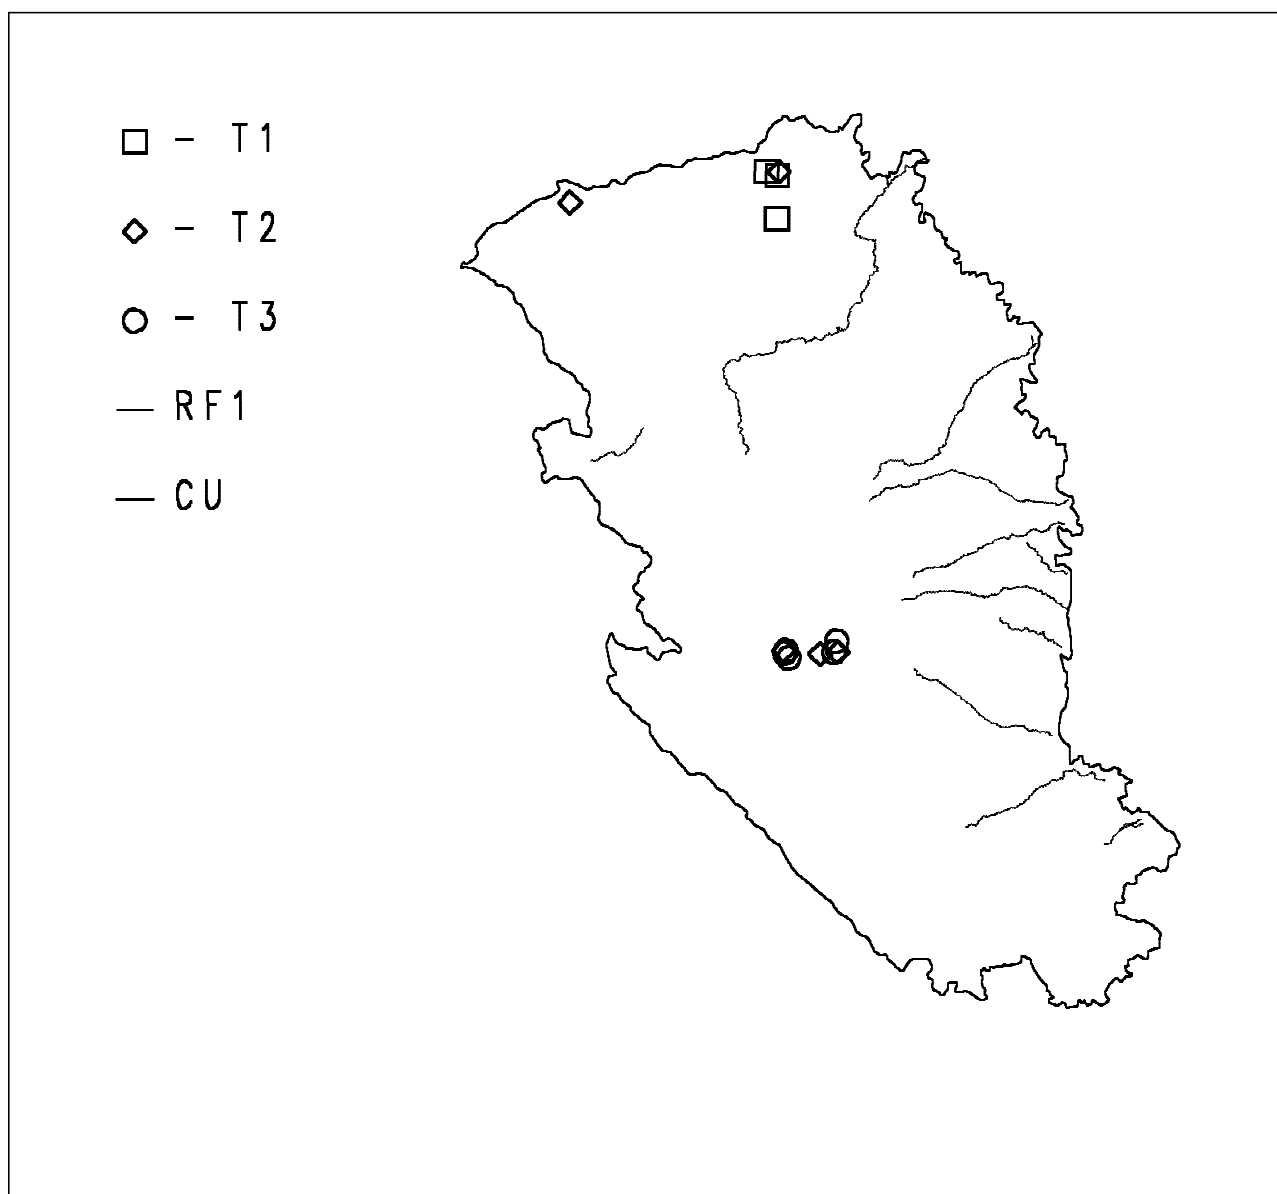 – T1
– T2
– T3
— RF1
— CU